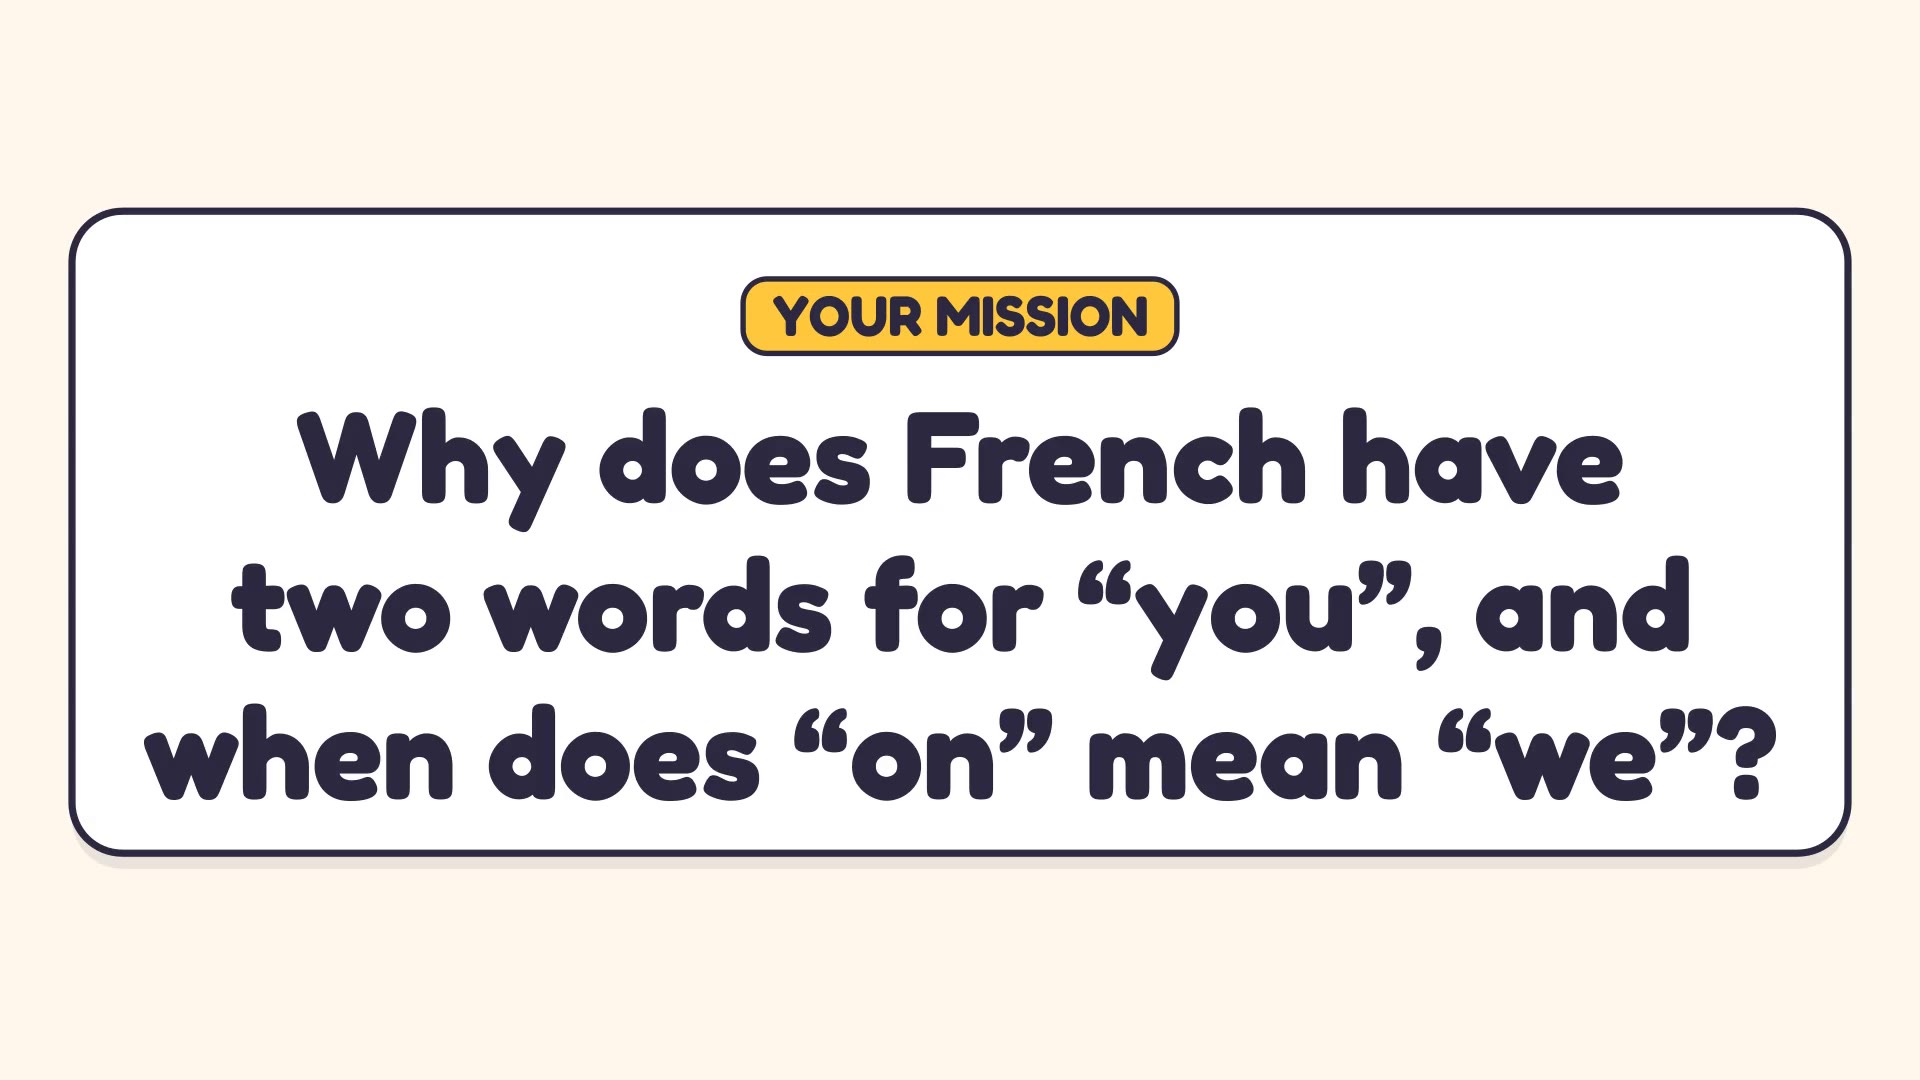 YOUR MISSION
Why does French have
two words for “you”, and
when does “on” mean “we”?